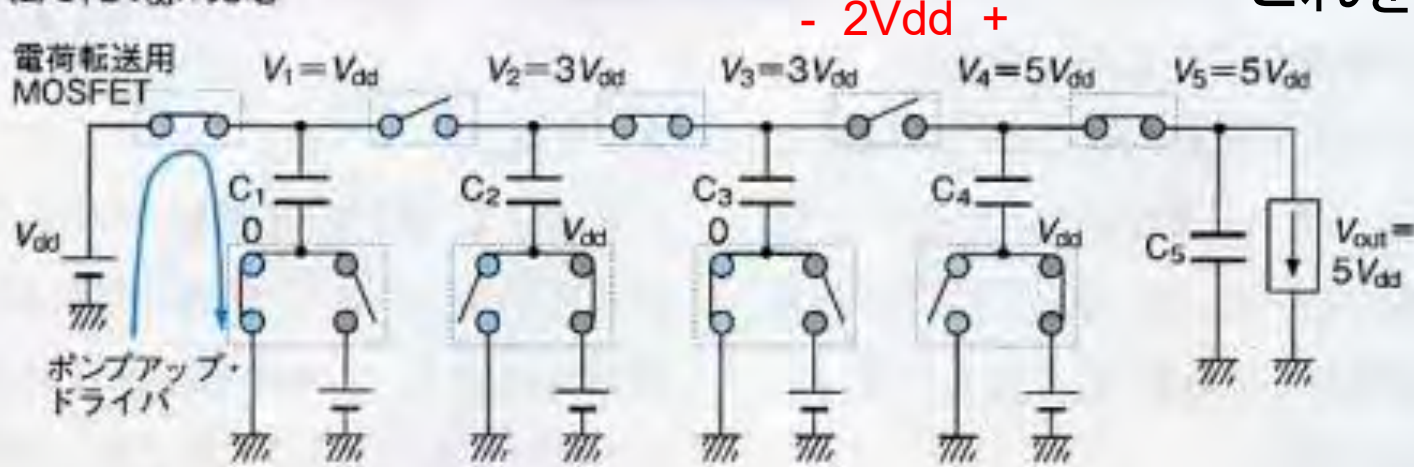 - 2Vdd +
電荷転送用
MOSFET
V₁=Vdd
V₂=3Vdd
V₃=3Vdd
V₄=5Vdd
V₅=5Vdd
C₁
C₂
C₃
C₄
Vdd
0
Vdd
0
Vdd
C₅
Vout=
5Vdd
ポンプアップ・
ドライバ